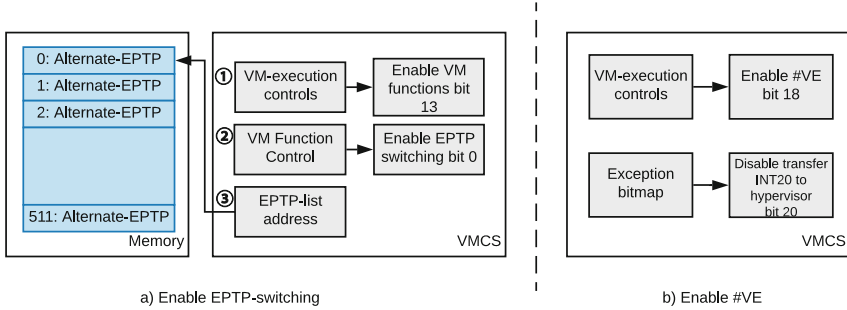 0: Alternate-EPTP
1: Alternate-EPTP
2: Alternate-EPTP
511: Alternate-EPTP
Memory
①
VM-execution
controls
Enable VM
functions bit
13
②
VM Function
Control
Enable EPTP
switching bit 0
③
EPTP-list
address
VMCS
a) Enable EPTP-switching
VM-execution
controls
Enable #VE
bit 18
Exception
bitmap
Disable transfer
INT20 to
hypervisor
bit 20
VMCS
b) Enable #VE